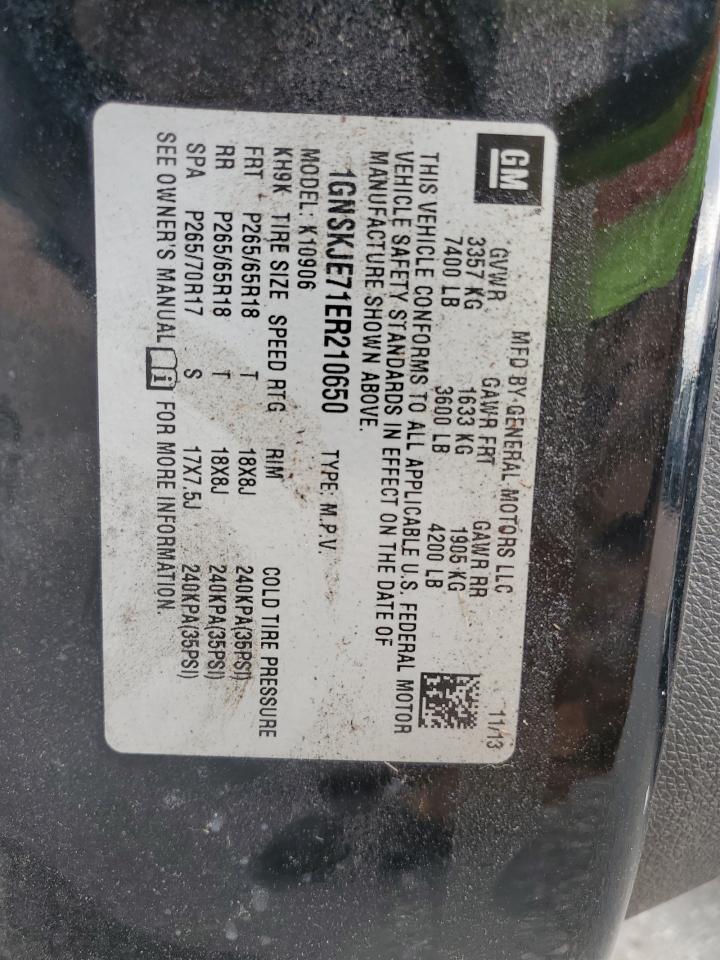 GM
MFD BY GENERAL MOTORS LLC 11/13
GVWR GAWR FRT GAWR RR
3357 KG 1633 KG 1905 KG
7400 LB 3600 LB 4200 LB
THIS VEHICLE CONFORMS TO ALL APPLICABLE U.S. FEDERAL MOTOR
VEHICLE SAFETY STANDARDS IN EFFECT ON THE DATE OF
MANUFACTURE SHOWN ABOVE.
1GNSKJE71ER210650 TYPE: M.P.V.
MODEL: K10906
KH9K TIRE SIZE SPEED RTG RIM COLD TIRE PRESSURE
FRT P265/65R18 T 18X8J 240KPA(35PSI)
RR P265/65R18 T 18X8J 240KPA(35PSI)
SPA P265/70R17 S 17X7.5J 240KPA(35PSI)
SEE OWNER'S MANUAL FOR MORE INFORMATION.